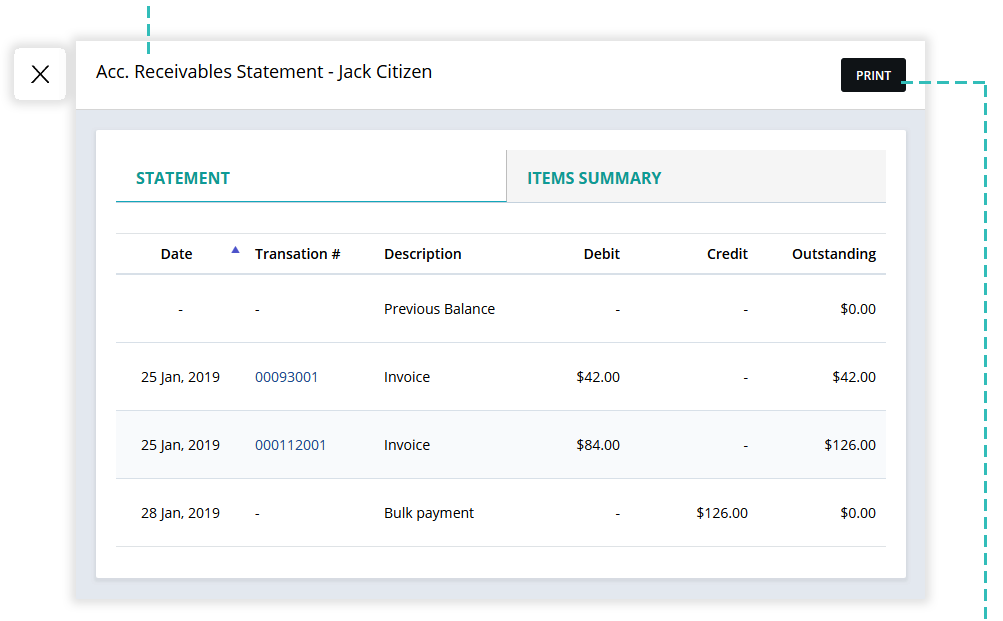 Acc. Receivables Statement - Jack Citizen
PRINT
STATEMENT ITEMS SUMMARY
Date Transation # Description Debit Credit Outstanding
- - Previous Balance - - $0.00
25 Jan, 2019 00093001 Invoice $42.00 - $42.00
25 Jan, 2019 000112001 Invoice $84.00 - $126.00
28 Jan, 2019 - Bulk payment - $126.00 $0.00